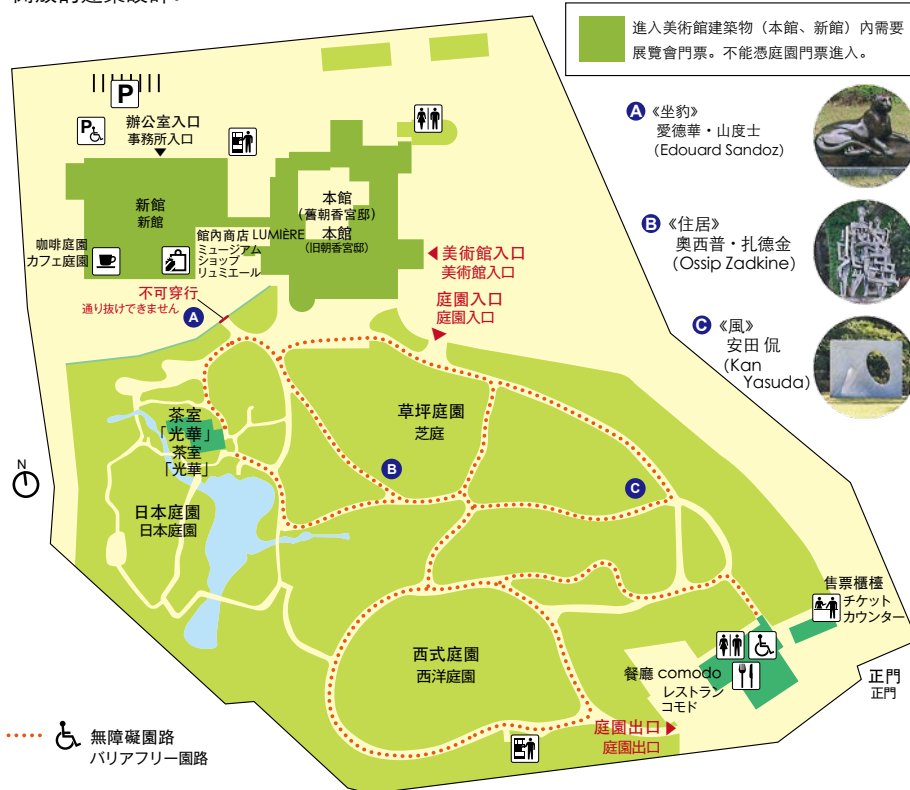 進入美術館建築物（本館、新館）內需要
展覽會門票。不能憑庭園門票進入。
P
P
辦公室入口
事務所入口
新館
新館
本館
（舊朝香宮邸）
本館
（旧朝香宮邸）
咖啡庭園
カフェ庭園
館內商店 LUMIÈRE
ミュージアム
ショップ
リュミエール
美術館入口
美術館入口
不可穿行
通り抜けできません
A
庭園入口
庭園入口
A
《坐豹》
愛德華・山度士
(Edouard Sandoz)
B
《住居》
奧西普・扎德金
(Ossip Zadkine)
C
《風》
安田 侃
(Kan
Yasuda)
茶室
「光華」
茶室
「光華」
草坪庭園
芝庭
B
C
N
日本庭園
日本庭園
西式庭園
西洋庭園
售票櫃檯
チケット
カウンター
餐廳 comodo
レストラン
コモド
正門
正門
庭園出口
庭園出口
無障礙園路
バリアフリー園路